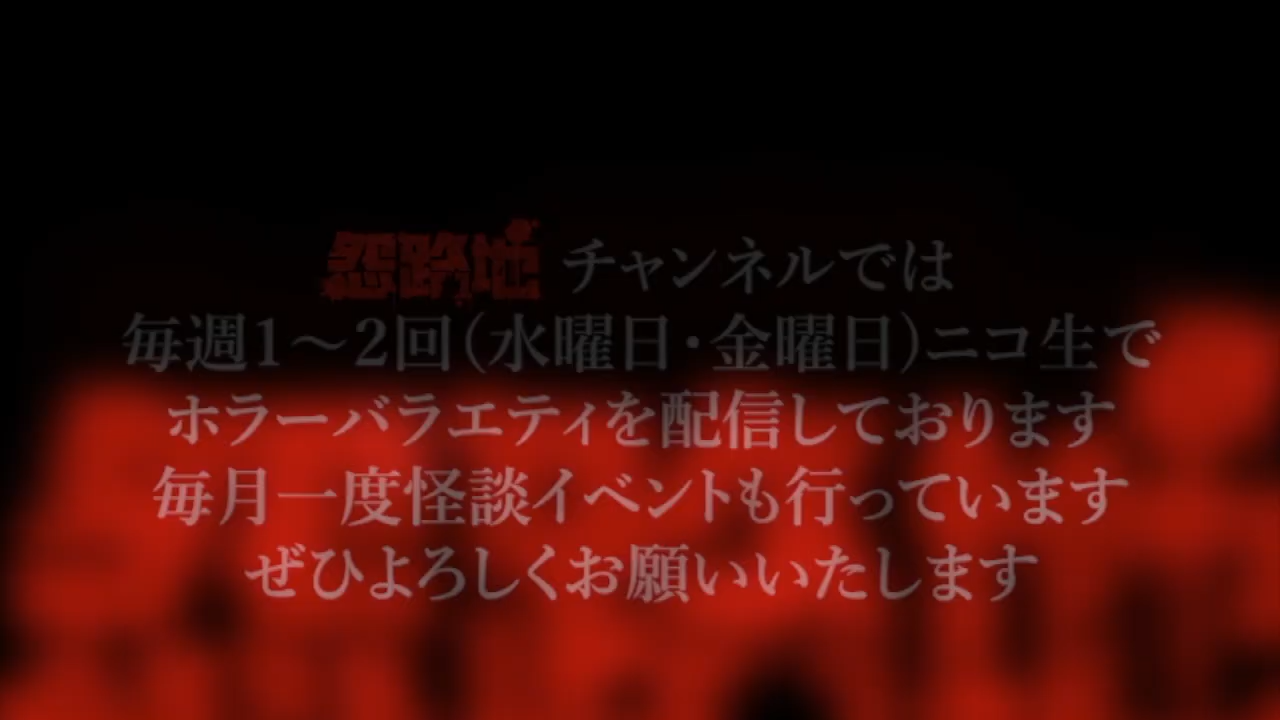 怨路地 チャンネルでは
毎週1～2回(水曜日･金曜日)ニコ生で
ホラーバラエティを配信しております
毎月一度怪談イベントも行っています
ぜひよろしくお願いいたします